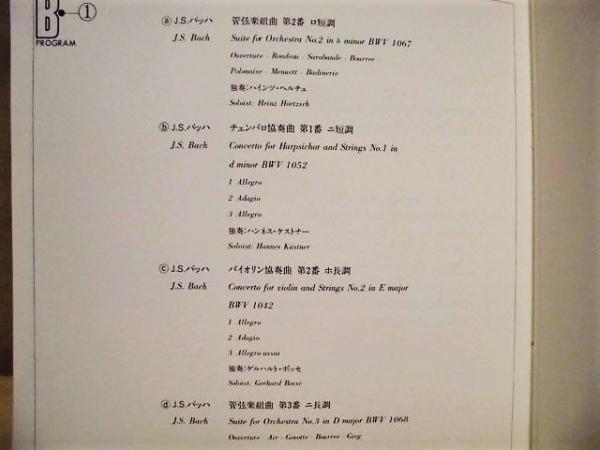 B ①
PROGRAM
ⓐ J.S.バッハ 管弦楽組曲 第2番 ロ短調
J.S. Bach Suite for Orchestra No.2 in b minor BWV 1067
Ouverture · Rondeau · Sarabande · Bourree
Polonaise · Menuett · Badinerie
独奏:ハインツ・ヘルチュ
Soloist: Heinz Hoertzsch
ⓑ J.S.バッハ チェンバロ協奏曲 第1番 ニ短調
J.S. Bach Concerto for Harpsichor and Strings No.1 in
d minor BWV 1052
1 Allegro
2 Adagio
3 Allegro
独奏:ハンネス・ケストナー
Soloist: Hannes Kastner
ⓒ J.S.バッハ バイオリン協奏曲 第2番 ホ長調
J.S. Bach Concerto for violin and Strings No.2 in E major
BWV 1042
1 Allegro
2 Adagio
3 Allegro assai
独奏:ゲルハルト・ボッセ
Soloist: Gerhard Bosse
ⓓ J.S.バッハ 管弦楽組曲 第3番 ニ長調
J.S. Bach Suite for Orchestra No.3 in D major BWV 1068
Ouverture · Air · Gavotte · Bourree · Greg